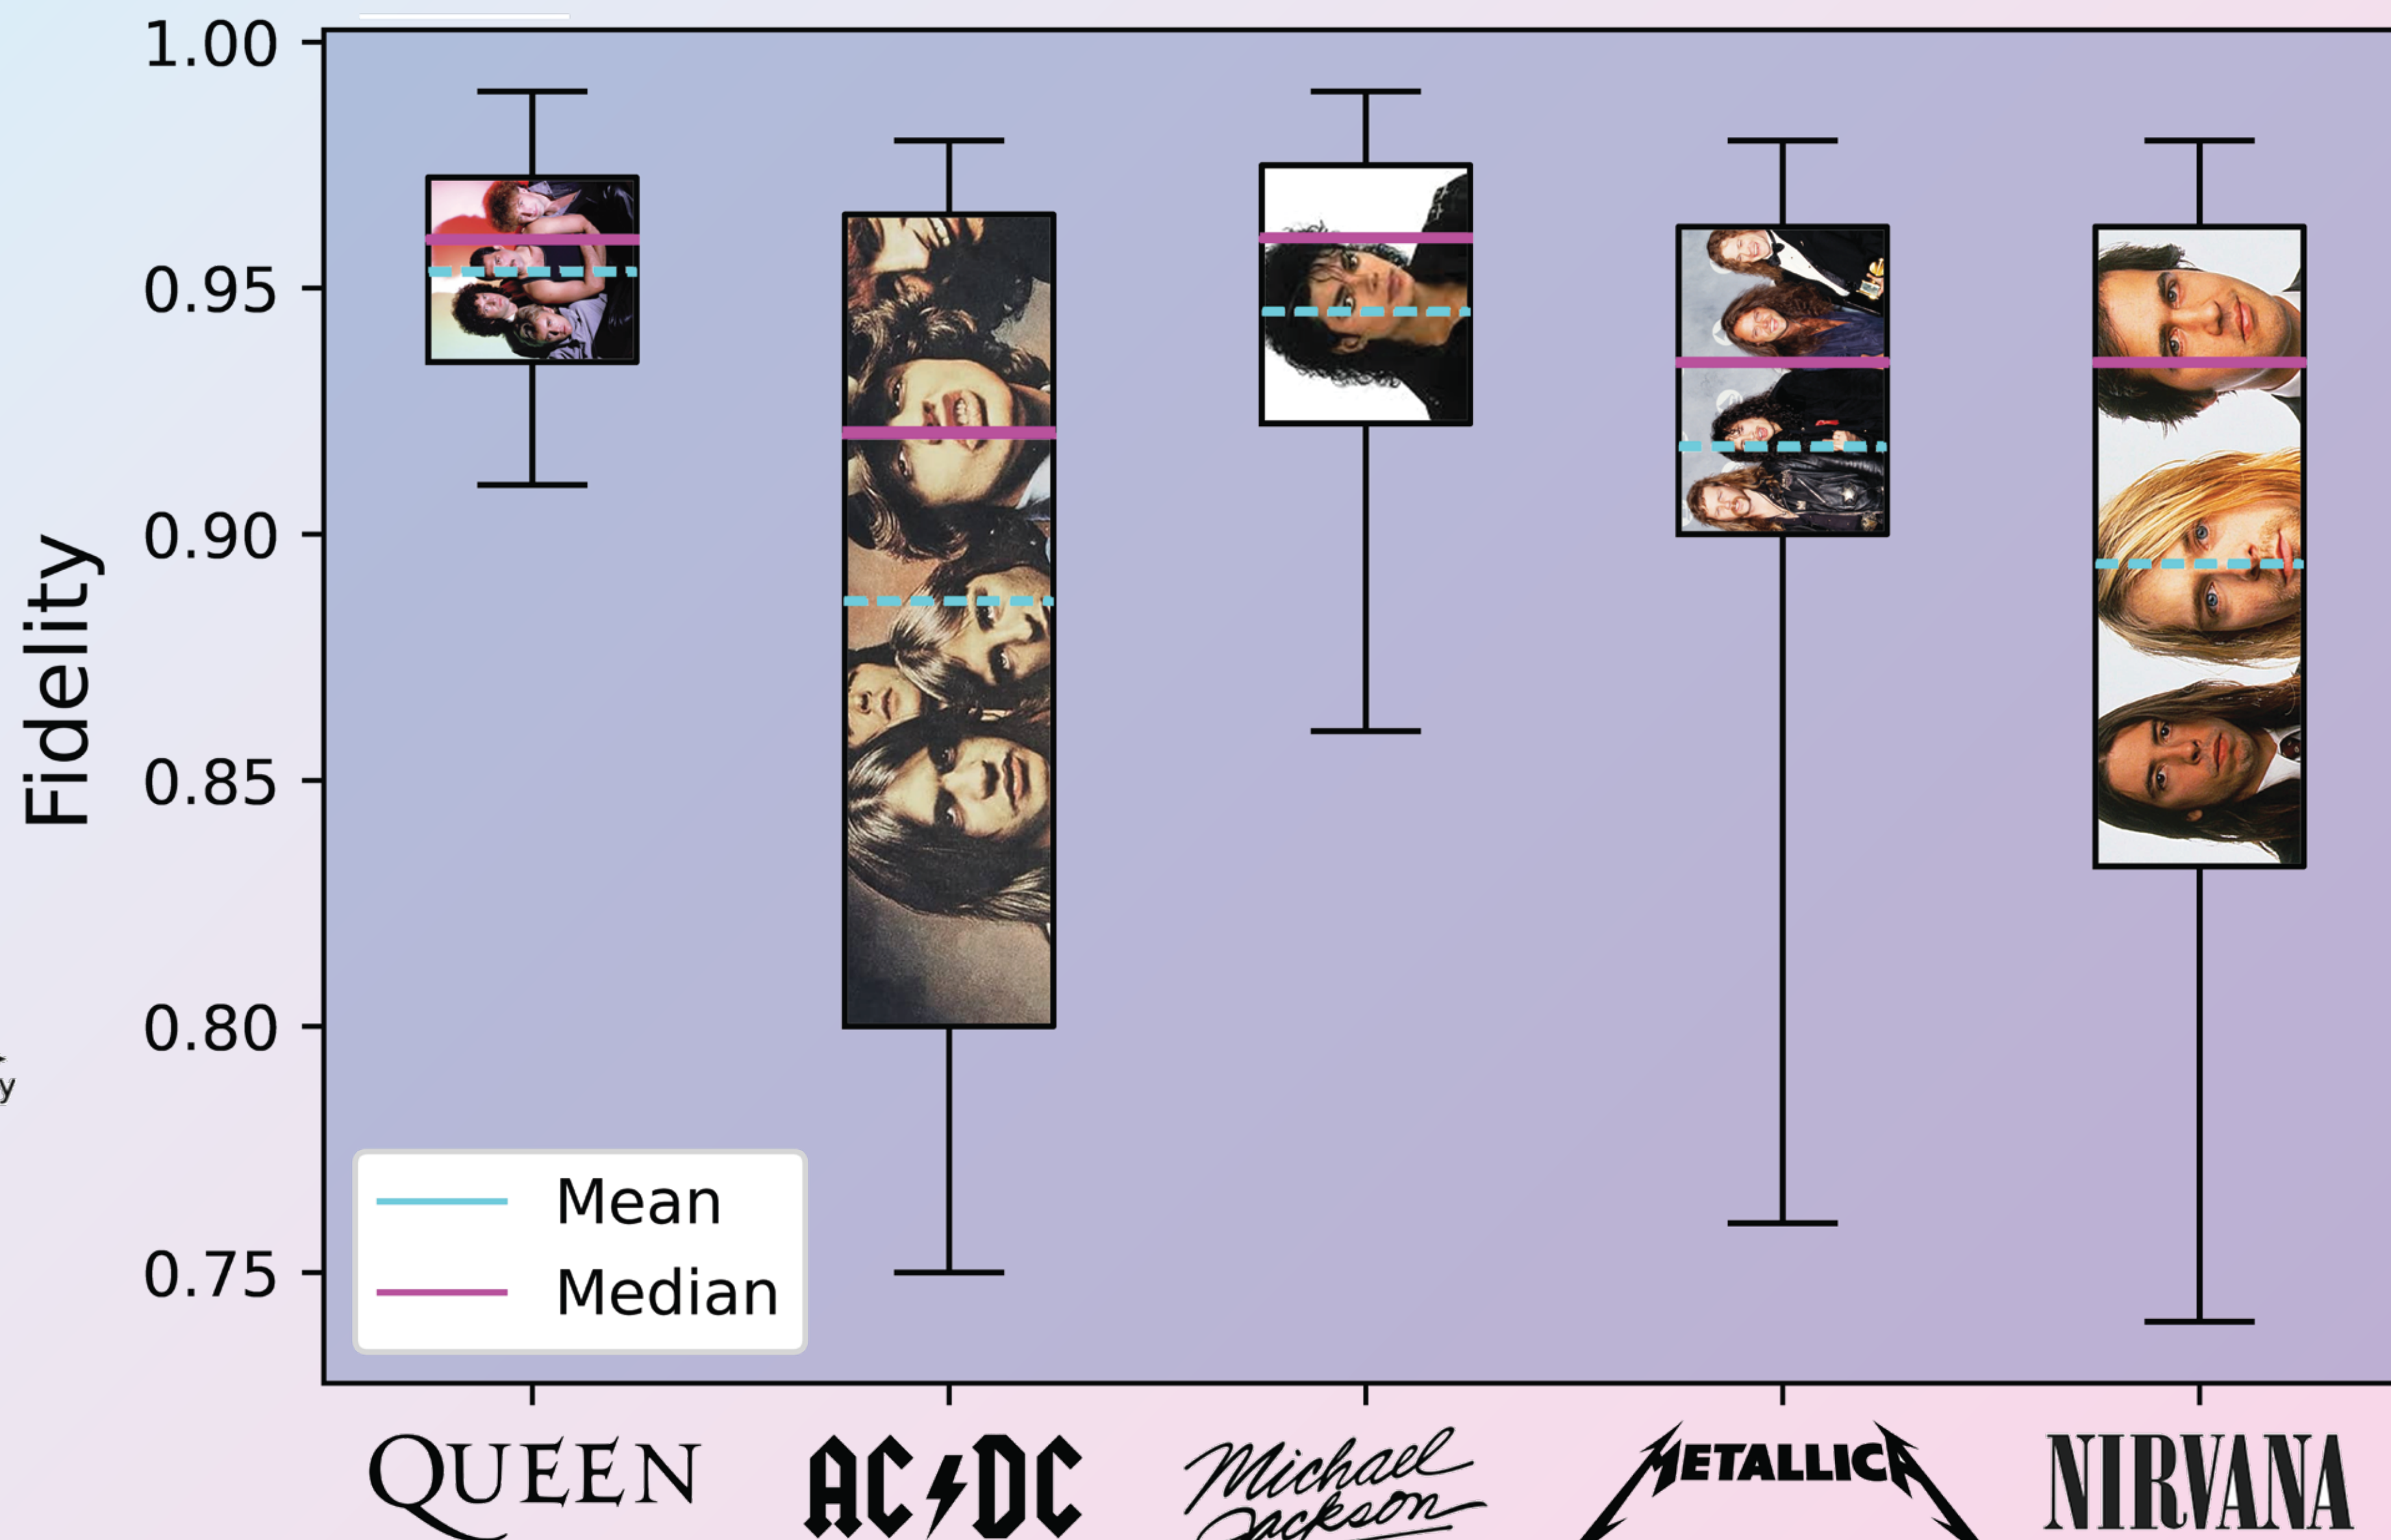 1.00
0.95
0.90
0.85
0.80
0.75
Fidelity
y
Mean
Median
QUEEN
AC DC
Michael
Jackson
METALLICA
NIRVANA